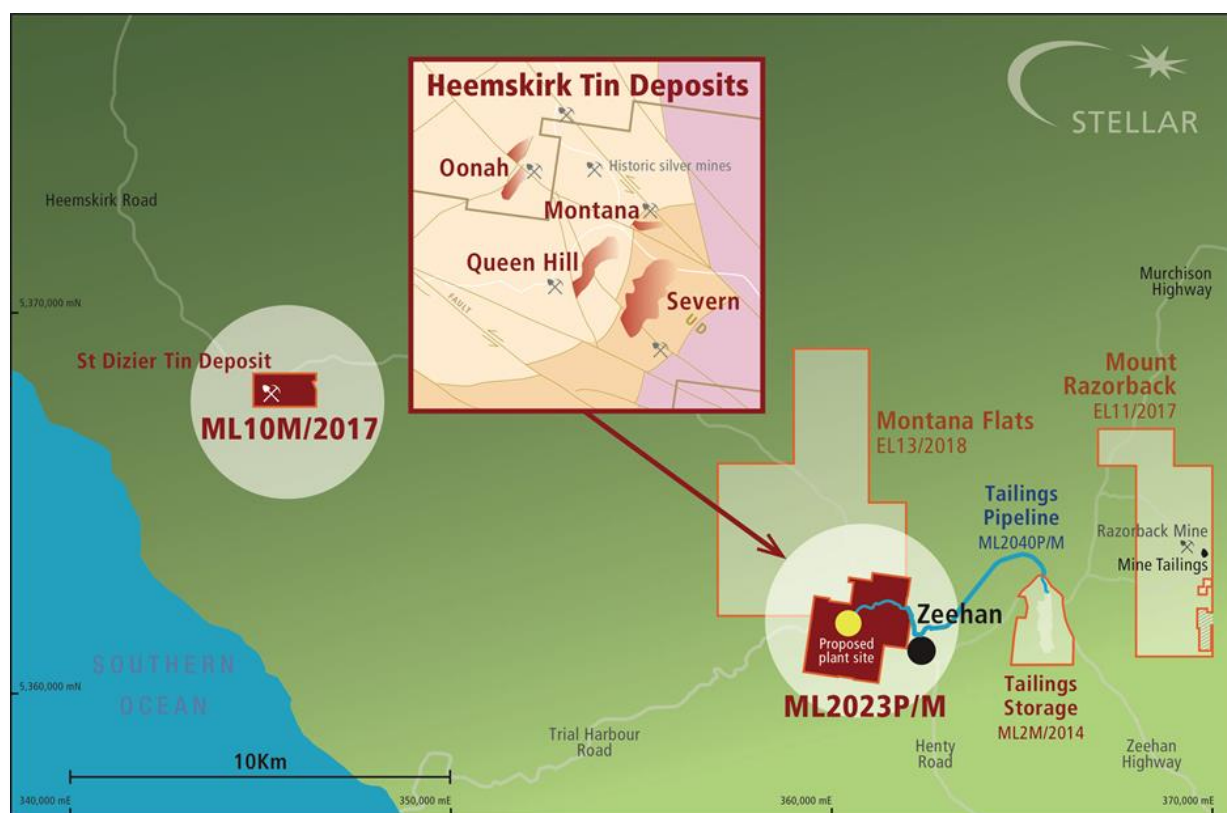 STELLAR
Heemskirk Tin Deposits
Oonah
Historic silver mines
Montana
Queen Hill
Severn
FAULT
U D
Heemskirk Road
5,370,000 mN
St Dizier Tin Deposit
ML10M/2017
Murchison
Highway
Mount
Razorback
EL11/2017
Montana Flats
EL13/2018
Tailings
Pipeline
ML2040P/M
Razorback Mine
Mine Tailings
Zeehan
Proposed
plant site
ML2023P/M
Tailings
Storage
ML2M/2014
SOUTHERN
OCEAN
5,360,000 mN
Trial Harbour
Road
Henty
Road
Zeehan
Highway
10Km
340,000 mE
350,000 mE
360,000 mE
370,000 mE